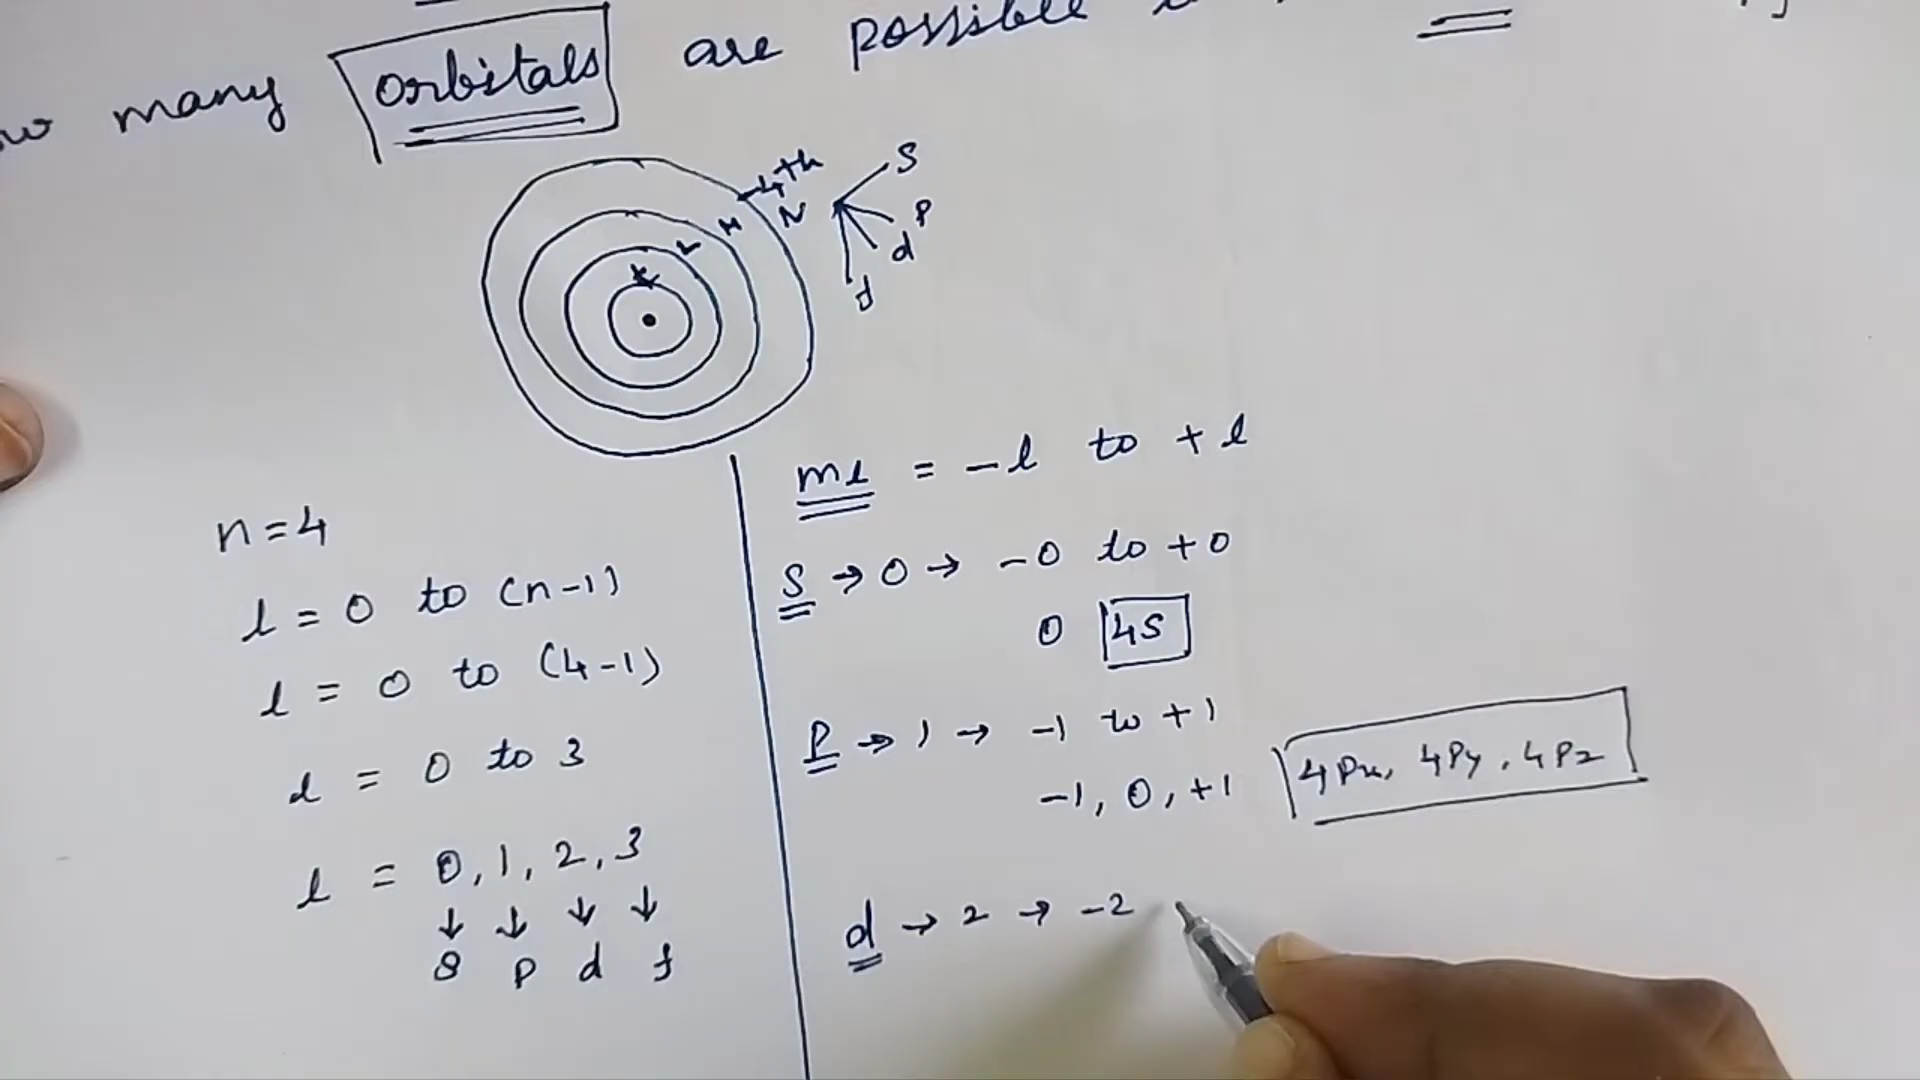 many orbitals are possible
4th
K L M N
S
P
d
f
n=4
l = 0 to (n-1)
l = 0 to (4-1)
l = 0 to 3
l = 0, 1, 2, 3
↓ ↓ ↓ ↓
s p d f
ml = -l to +l
S → 0 → -0 to +0
0 4S
P → 1 → -1 to +1
-1, 0, +1 4Px, 4Py, 4Pz
d → 2 → -2